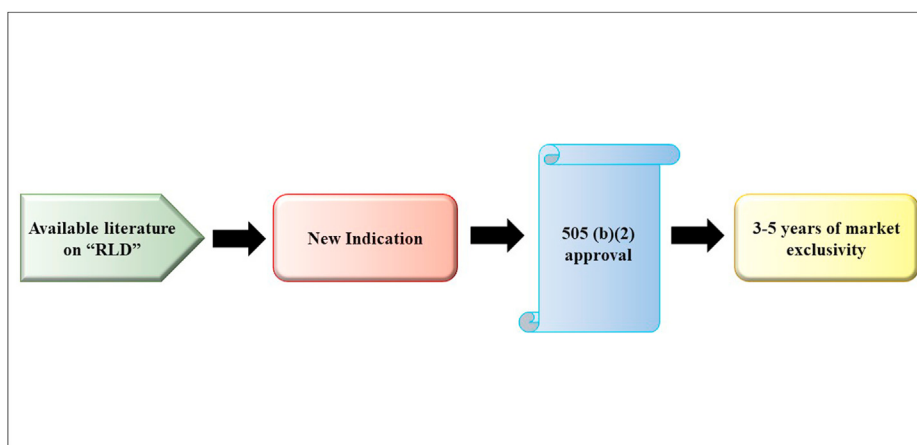 Available literature
on “RLD”
New Indication
505 (b)(2)
approval
3-5 years of market
exclusivity